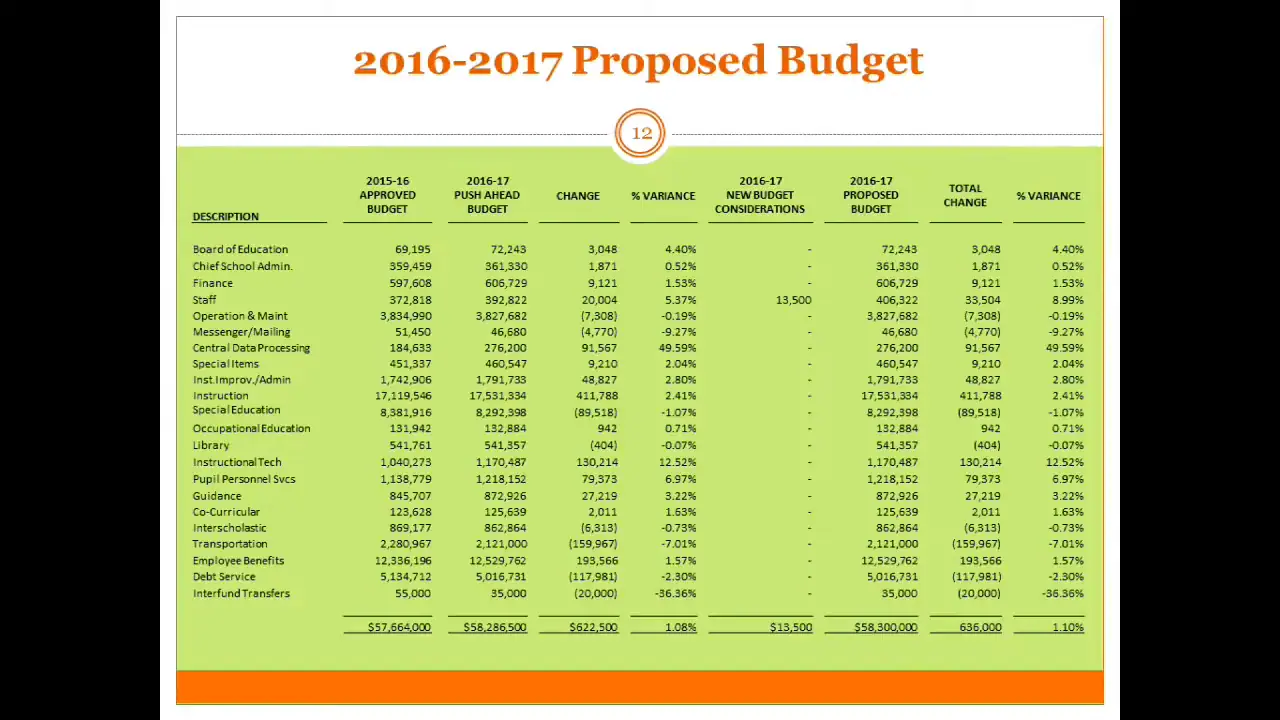 2016-2017 Proposed Budget
12
DESCRIPTION 2015-16 APPROVED BUDGET 2016-17 PUSH AHEAD BUDGET CHANGE % VARIANCE 2016-17 NEW BUDGET CONSIDERATIONS 2016-17 PROPOSED BUDGET TOTAL CHANGE % VARIANCE
Board of Education 69,195 72,243 3,048 4.40% - 72,243 3,048 4.40%
Chief School Admin. 359,459 361,330 1,871 0.52% - 361,330 1,871 0.52%
Finance 597,608 606,729 9,121 1.53% - 606,729 9,121 1.53%
Staff 372,818 392,822 20,004 5.37% 13,500 406,322 33,504 8.99%
Operation & Maint 3,834,990 3,827,682 (7,308) -0.19% - 3,827,682 (7,308) -0.19%
Messenger/Mailing 51,450 46,680 (4,770) -9.27% - 46,680 (4,770) -9.27%
Central Data Processing 184,633 276,200 91,567 49.59% - 276,200 91,567 49.59%
Special Items 451,337 460,547 9,210 2.04% - 460,547 9,210 2.04%
Inst.Improv./Admin 1,742,906 1,791,733 48,827 2.80% - 1,791,733 48,827 2.80%
Instruction 17,119,546 17,531,334 411,788 2.41% - 17,531,334 411,788 2.41%
Special Education 8,381,916 8,292,398 (89,518) -1.07% - 8,292,398 (89,518) -1.07%
Occupational Education 131,942 132,884 942 0.71% - 132,884 942 0.71%
Library 541,761 541,357 (404) -0.07% - 541,357 (404) -0.07%
Instructional Tech 1,040,273 1,170,487 130,214 12.52% - 1,170,487 130,214 12.52%
Pupil Personnel Svcs 1,138,779 1,218,152 79,373 6.97% - 1,218,152 79,373 6.97%
Guidance 845,707 872,926 27,219 3.22% - 872,926 27,219 3.22%
Co-Curricular 123,628 125,639 2,011 1.63% - 125,639 2,011 1.63%
Interscholastic 869,177 862,864 (6,313) -0.73% - 862,864 (6,313) -0.73%
Transportation 2,280,967 2,121,000 (159,967) -7.01% - 2,121,000 (159,967) -7.01%
Employee Benefits 12,336,196 12,529,762 193,566 1.57% - 12,529,762 193,566 1.57%
Debt Service 5,134,712 5,016,731 (117,981) -2.30% - 5,016,731 (117,981) -2.30%
Interfund Transfers 55,000 35,000 (20,000) -36.36% - 35,000 (20,000) -36.36%
$57,664,000 $58,286,500 $622,500 1.08% $13,500 $58,300,000 636,000 1.10%